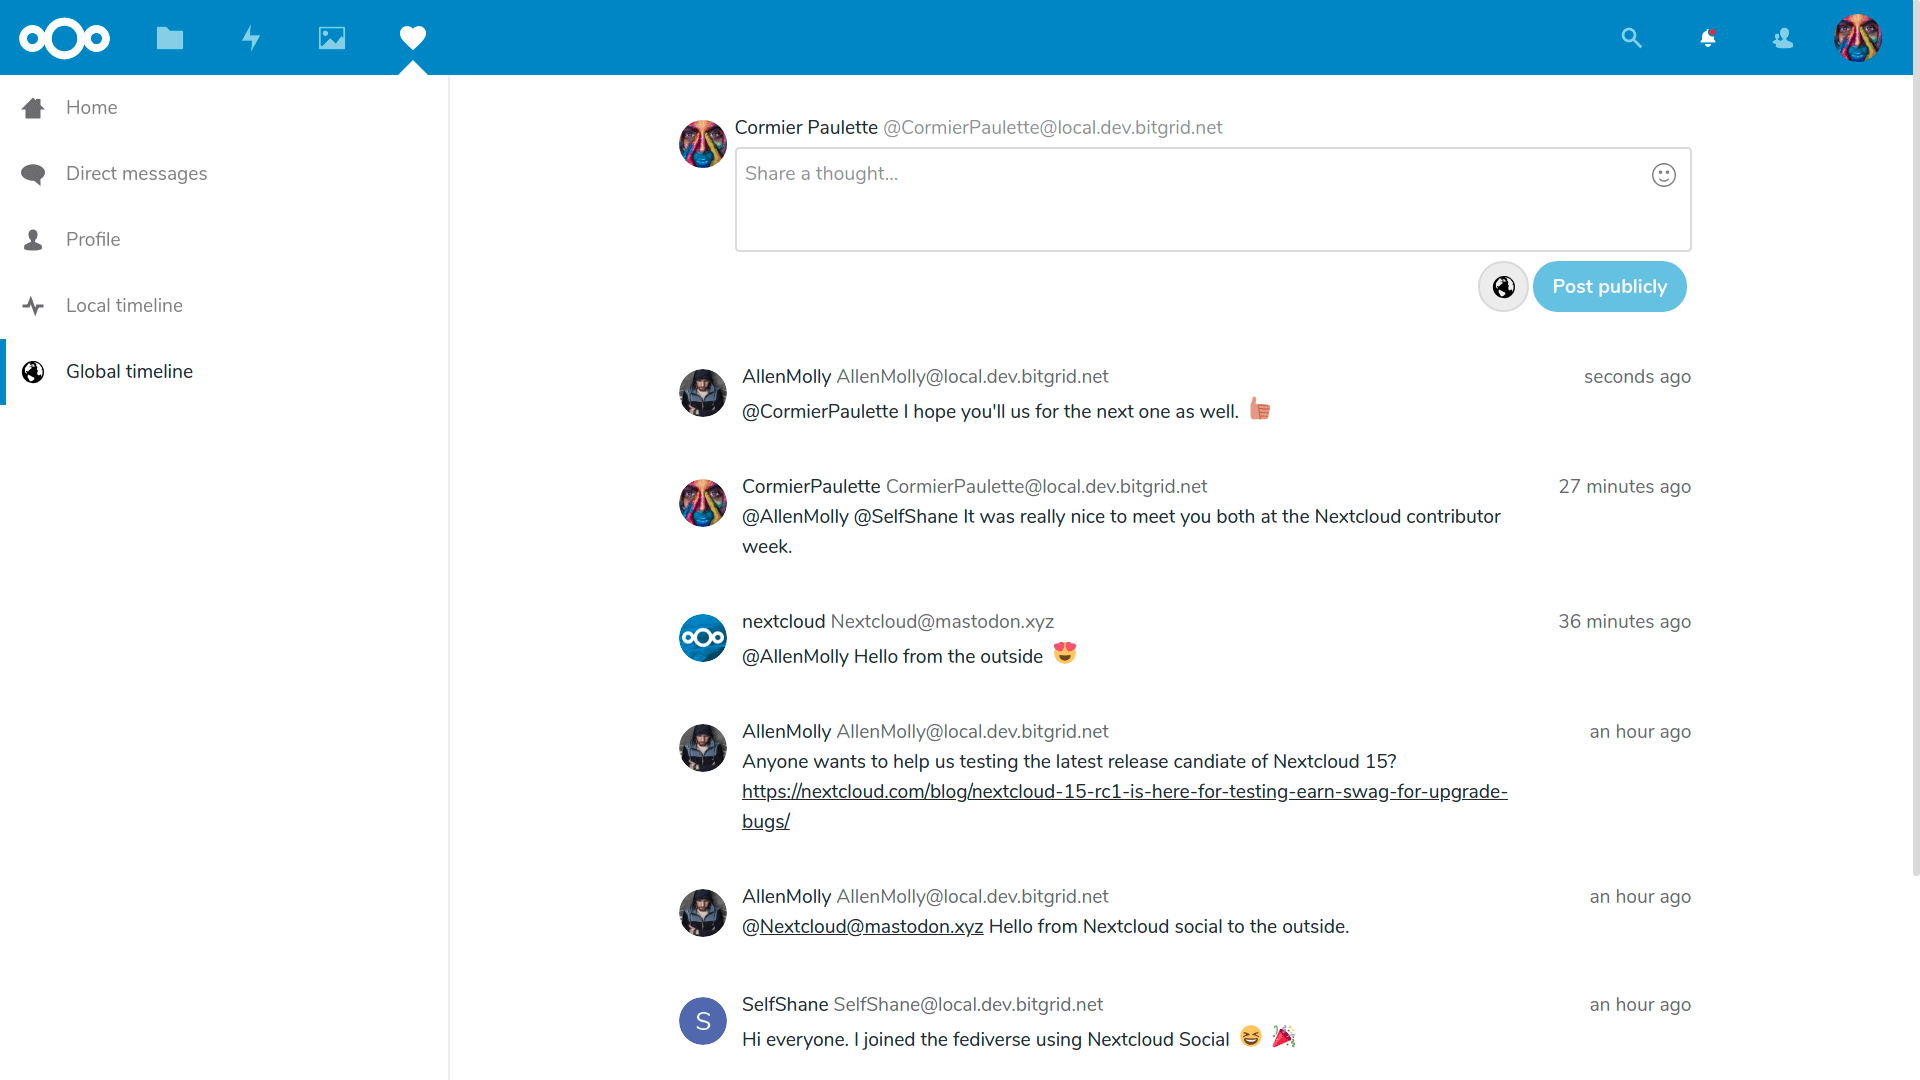 Home
Direct messages
Profile
Local timeline
Global timeline
Cormier Paulette @CormierPaulette@local.dev.bitgrid.net
Share a thought...
Post publicly
AllenMolly AllenMolly@local.dev.bitgrid.net seconds ago
@CormierPaulette I hope you'll us for the next one as well.
CormierPaulette CormierPaulette@local.dev.bitgrid.net 27 minutes ago
@AllenMolly @SelfShane It was really nice to meet you both at the Nextcloud contributor
week.
nextcloud Nextcloud@mastodon.xyz 36 minutes ago
@AllenMolly Hello from the outside
AllenMolly AllenMolly@local.dev.bitgrid.net an hour ago
Anyone wants to help us testing the latest release candiate of Nextcloud 15?
https://nextcloud.com/blog/nextcloud-15-rc1-is-here-for-testing-earn-swag-for-upgrade-
bugs/
AllenMolly AllenMolly@local.dev.bitgrid.net an hour ago
@Nextcloud@mastodon.xyz Hello from Nextcloud social to the outside.
S
SelfShane SelfShane@local.dev.bitgrid.net an hour ago
Hi everyone. I joined the fediverse using Nextcloud Social